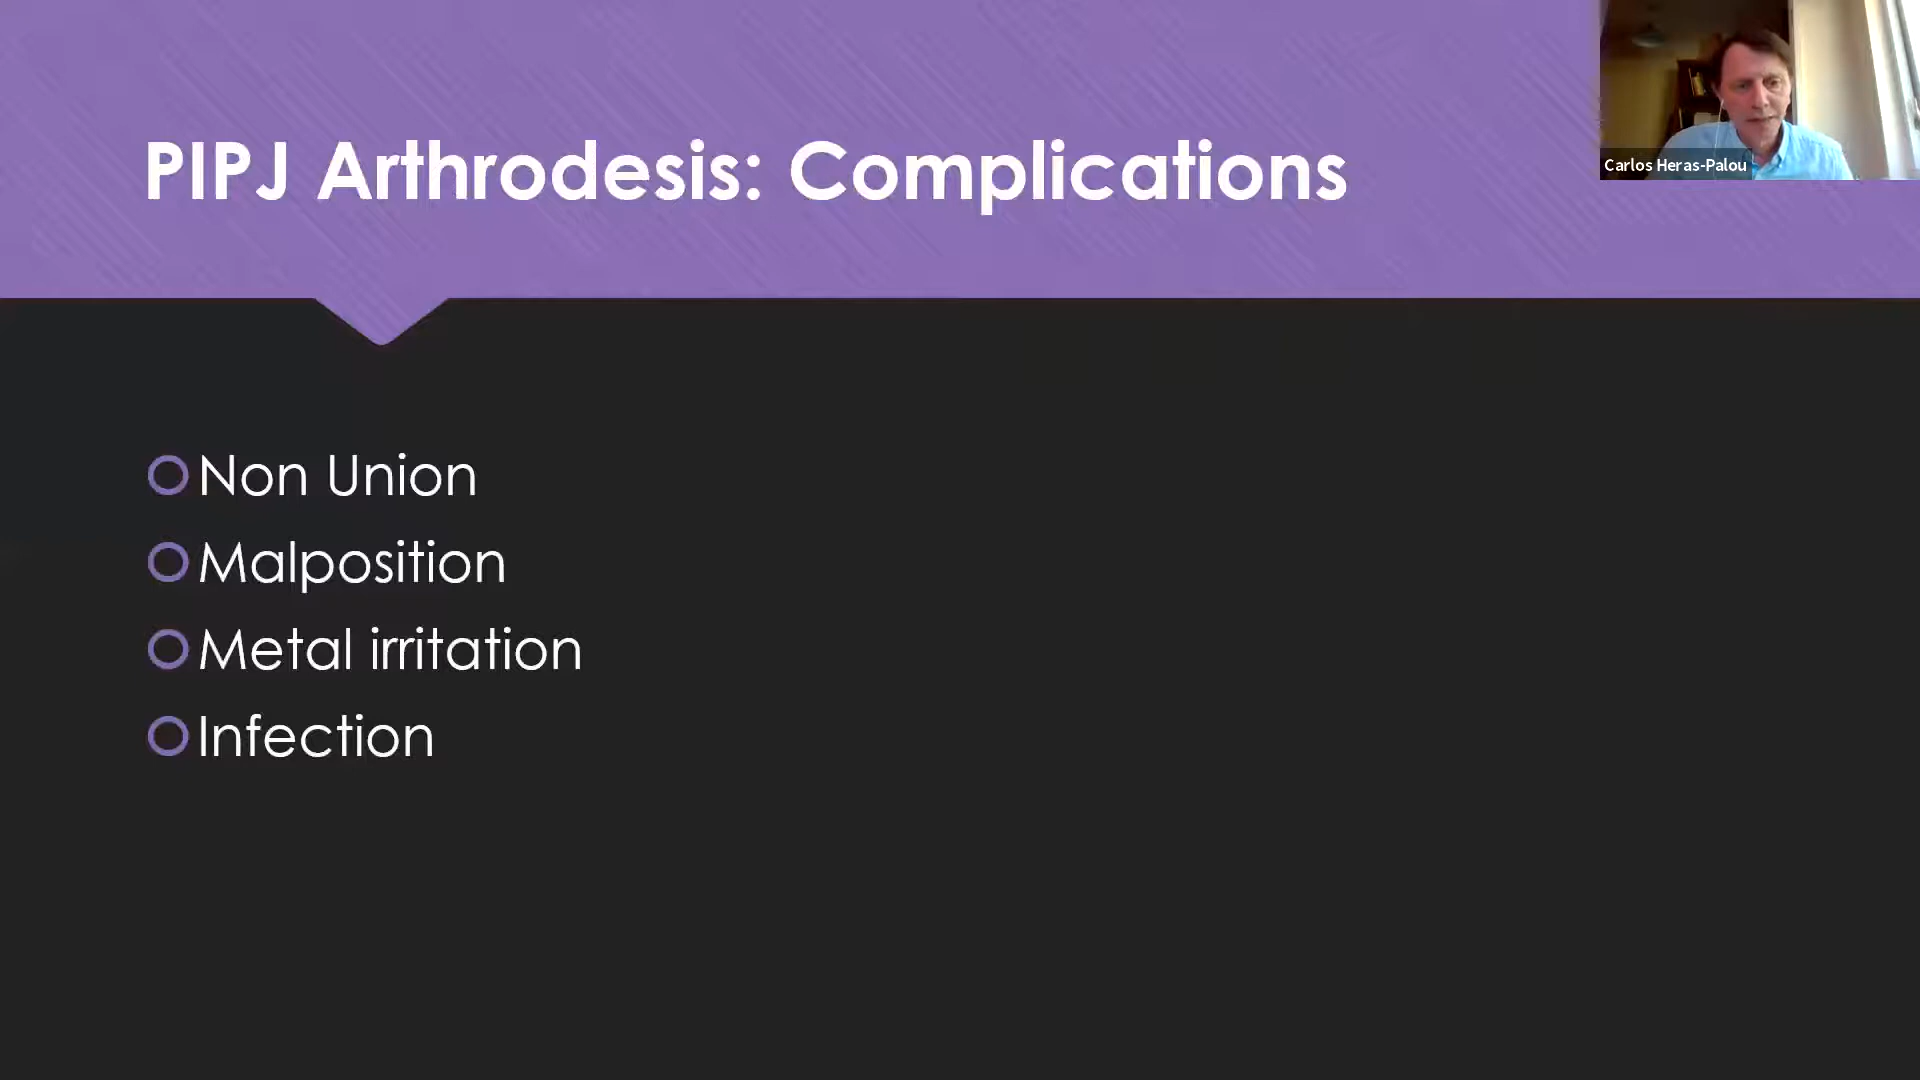 PIPJ Arthrodesis: Complications
Carlos Heras-Palou
Non Union
Malposition
Metal irritation
Infection